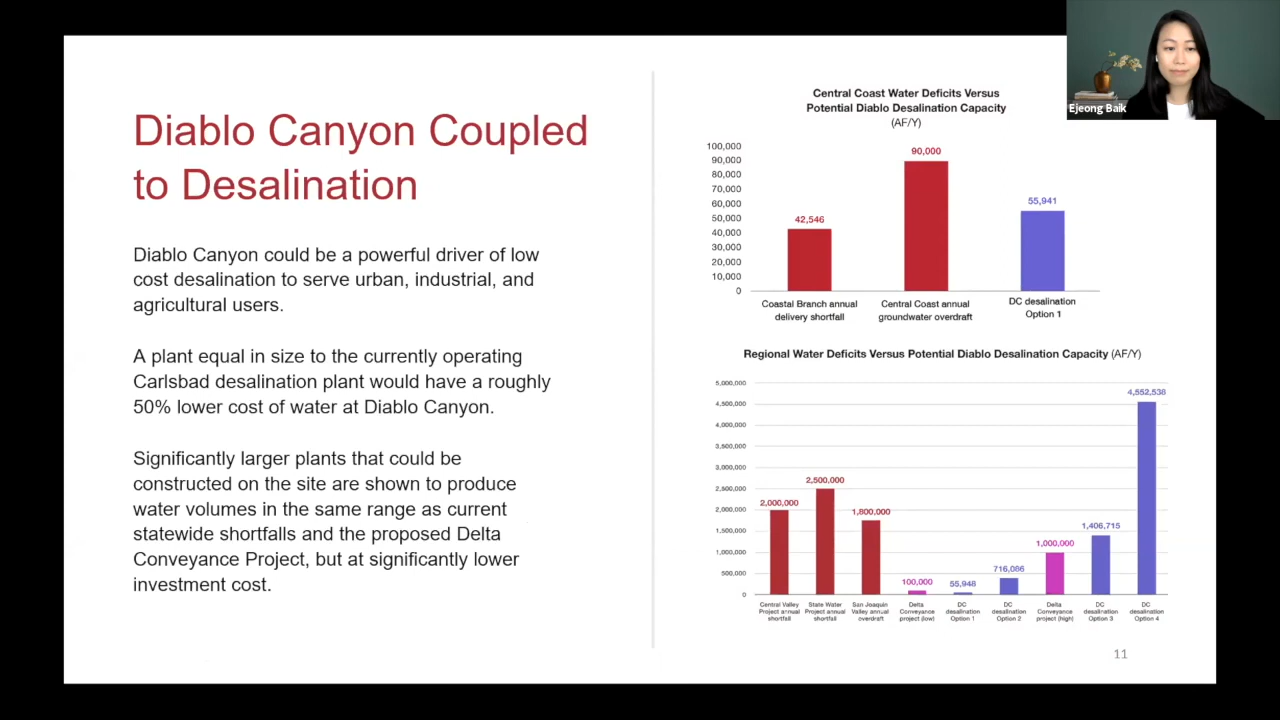 Ejeong Baik
Diablo Canyon Coupled
to Desalination
Diablo Canyon could be a powerful driver of low
cost desalination to serve urban, industrial, and
agricultural users.
A plant equal in size to the currently operating
Carlsbad desalination plant would have a roughly
50% lower cost of water at Diablo Canyon.
Significantly larger plants that could be
constructed on the site are shown to produce
water volumes in the same range as current
statewide shortfalls and the proposed Delta
Conveyance Project, but at significantly lower
investment cost.
Central Coast Water Deficits Versus
Potential Diablo Desalination Capacity
(AF/Y)
100,000
90,000
80,000
70,000
60,000
50,000
40,000
30,000
20,000
10,000
0
42,546
90,000
55,941
Coastal Branch annual
delivery shortfall
Central Coast annual
groundwater overdraft
DC desalination
Option 1
Regional Water Deficits Versus Potential Diablo Desalination Capacity (AF/Y)
5,000,000
4,500,000
4,000,000
3,500,000
3,000,000
2,500,000
2,000,000
1,500,000
1,000,000
500,000
0
2,000,000
2,500,000
1,800,000
100,000
55,948
716,086
1,000,000
1,406,715
4,552,538
Central Valley
Project annual
shortfall
State Water
Project annual
shortfall
San Joaquin
Valley annual
overdraft
Delta
Conveyance
project (low)
DC
desalination
Option 1
DC
desalination
Option 2
Delta
Conveyance
project (high)
DC
desalination
Option 3
DC
desalination
Option 4
11